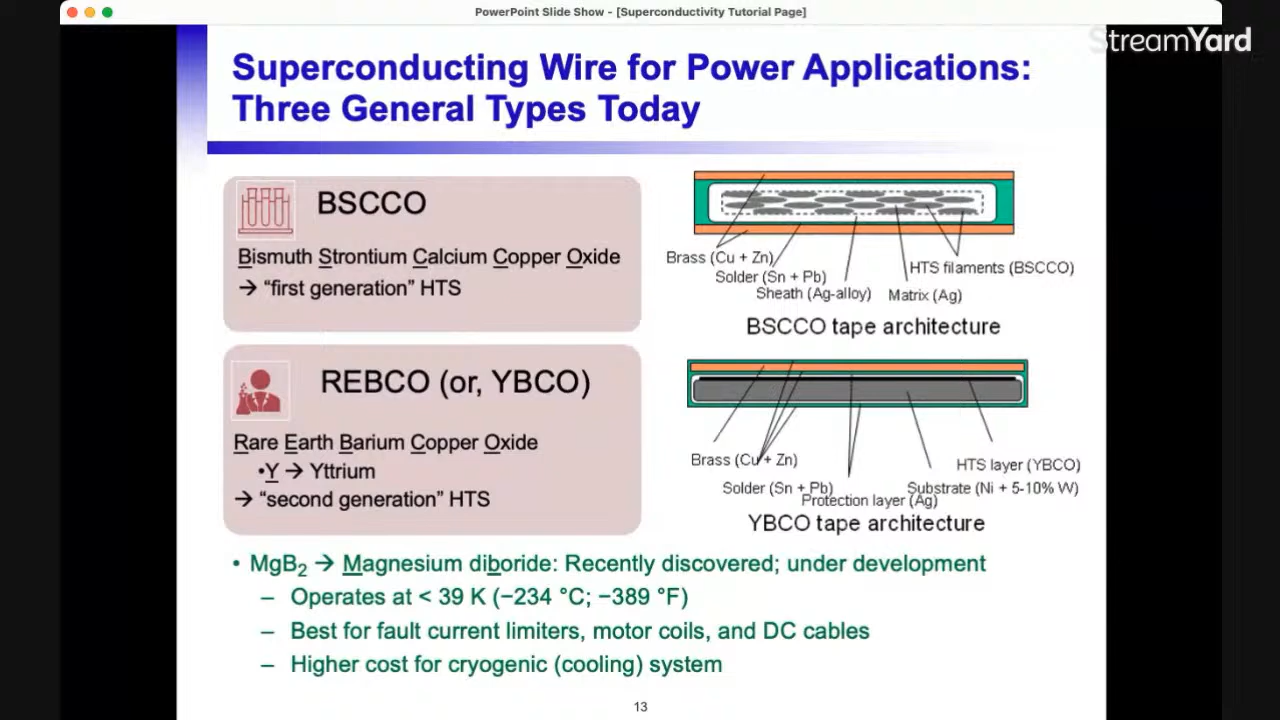 PowerPoint Slide Show - [Superconductivity Tutorial Page]
StreamYard
Superconducting Wire for Power Applications:
Three General Types Today
BSCCO
Bismuth Strontium Calcium Copper Oxide
→ “first generation” HTS
Brass (Cu + Zn)
Solder (Sn + Pb)
Sheath (Ag-alloy)
Matrix (Ag)
HTS filaments (BSCCO)
BSCCO tape architecture
REBCO (or, YBCO)
Rare Earth Barium Copper Oxide
•Y → Yttrium
→ “second generation” HTS
Brass (Cu + Zn)
HTS layer (YBCO)
Solder (Sn + Pb)
Substrate (Ni + 5-10% W)
Protection layer (Ag)
YBCO tape architecture
• MgB₂ → Magnesium diboride: Recently discovered; under development
– Operates at < 39 K (−234 °C; −389 °F)
– Best for fault current limiters, motor coils, and DC cables
– Higher cost for cryogenic (cooling) system
13